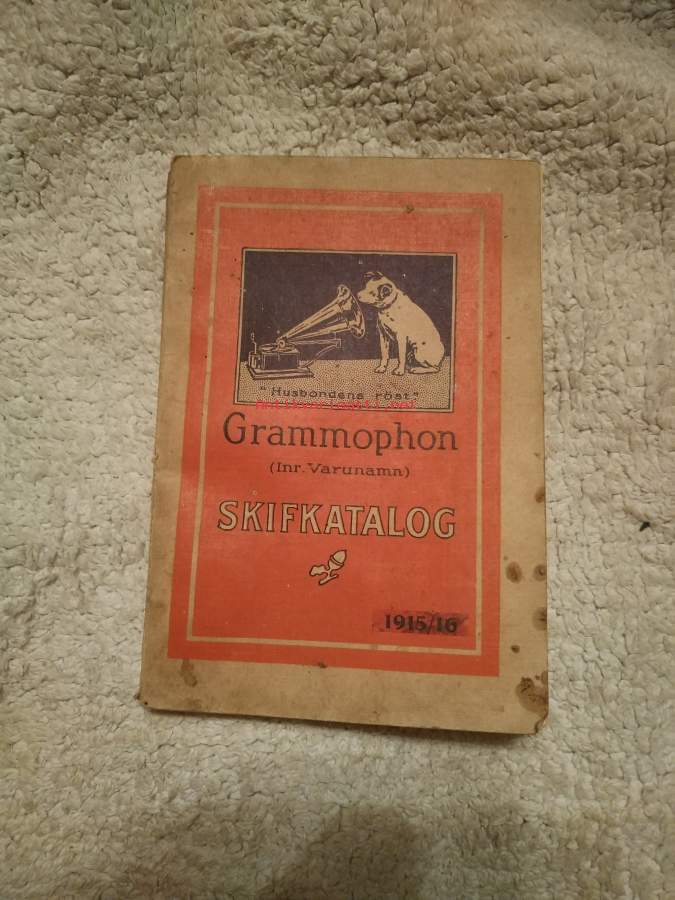 "Husbondens röst"
Grammophon
(Inr. Varunamn)
SKIFKATALOG
1915/16